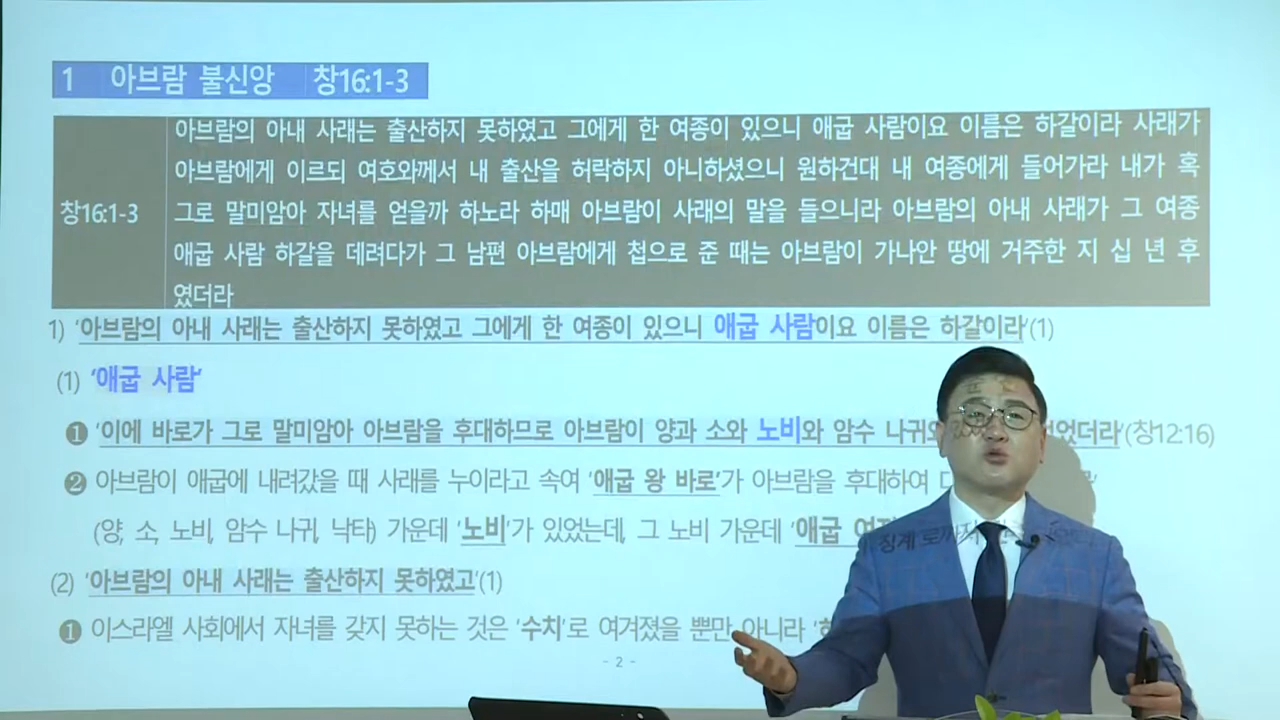 1 아브람 불신앙 창16:1-3
아브람의 아내 사래는 출산하지 못하였고 그에게 한 여종이 있으니 애굽 사람이요 이름은 하갈이라 사래가
아브람에게 이르되 여호와께서 내 출산을 허락하지 아니하셨으니 원하건대 내 여종에게 들어가라 내가 혹
창16:1-3 그로 말미암아 자녀를 얻을까 하노라 하매 아브람이 사래의 말을 들으니라 아브람의 아내 사래가 그 여종
애굽 사람 하갈을 데려다가 그 남편 아브람에게 첩으로 준 때는 아브람이 가나안 땅에 거주한 지 십 년 후
였더라
1) ‘아브람의 아내 사래는 출산하지 못하였고 그에게 한 여종이 있으니 애굽 사람이요 이름은 하갈이라’(1)
(1) ‘애굽 사람’
❶ ‘이에 바로가 그로 말미암아 아브람을 후대하므로 아브람이 양과 소와 노비와 암수 나귀와 (창12:16)
❷ 아브람이 애굽에 내려갔을 때 사래를 누이라고 속여 ‘애굽 왕 바로’가 아브람을 후대하여
(양, 소, 노비, 암수 나귀, 낙타) 가운데 ‘노비’가 있었는데, 그 노비 가운데 ‘애굽
(2) ‘아브람의 아내 사래는 출산하지 못하였고’(1)
❶ 이스라엘 사회에서 자녀를 갖지 못하는 것은 ‘수치’로 여겨졌을 뿐만 아니라
- 2 -